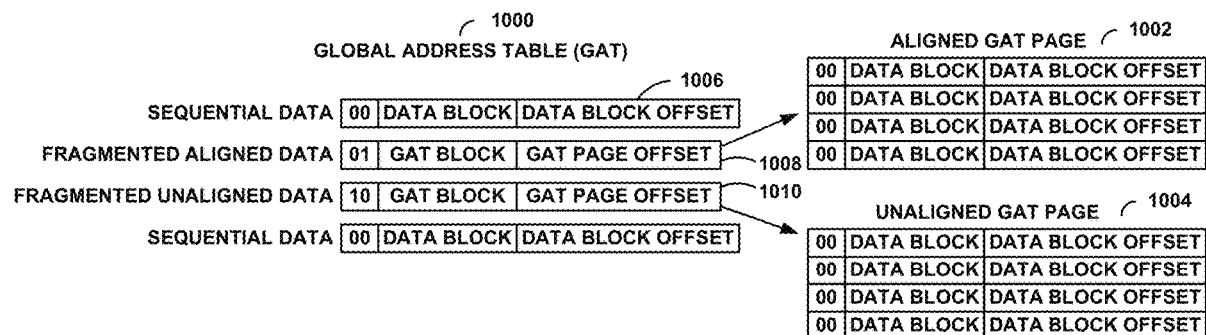 1000
GLOBAL ADDRESS TABLE (GAT)
1006
SEQUENTIAL DATA 00 DATA BLOCK DATA BLOCK OFFSET
FRAGMENTED ALIGNED DATA 01 GAT BLOCK GAT PAGE OFFSET
1008
FRAGMENTED UNALIGNED DATA 10 GAT BLOCK GAT PAGE OFFSET
1010
SEQUENTIAL DATA 00 DATA BLOCK DATA BLOCK OFFSET
ALIGNED GAT PAGE 1002
00 DATA BLOCK DATA BLOCK OFFSET
00 DATA BLOCK DATA BLOCK OFFSET
00 DATA BLOCK DATA BLOCK OFFSET
00 DATA BLOCK DATA BLOCK OFFSET
UNALIGNED GAT PAGE 1004
00 DATA BLOCK DATA BLOCK OFFSET
00 DATA BLOCK DATA BLOCK OFFSET
00 DATA BLOCK DATA BLOCK OFFSET
00 DATA BLOCK DATA BLOCK OFFSET